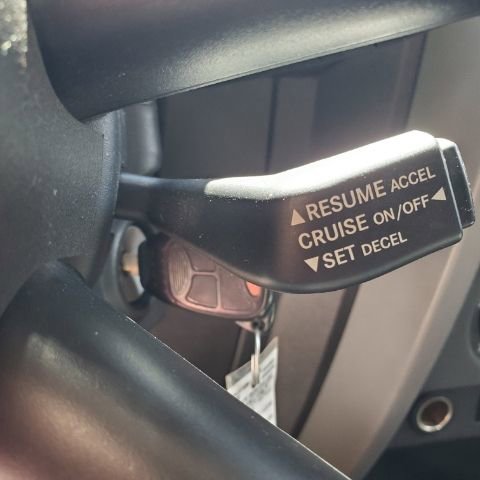 ▲RESUME ACCEL
CRUISE ON/OFF◀
▼SET DECEL